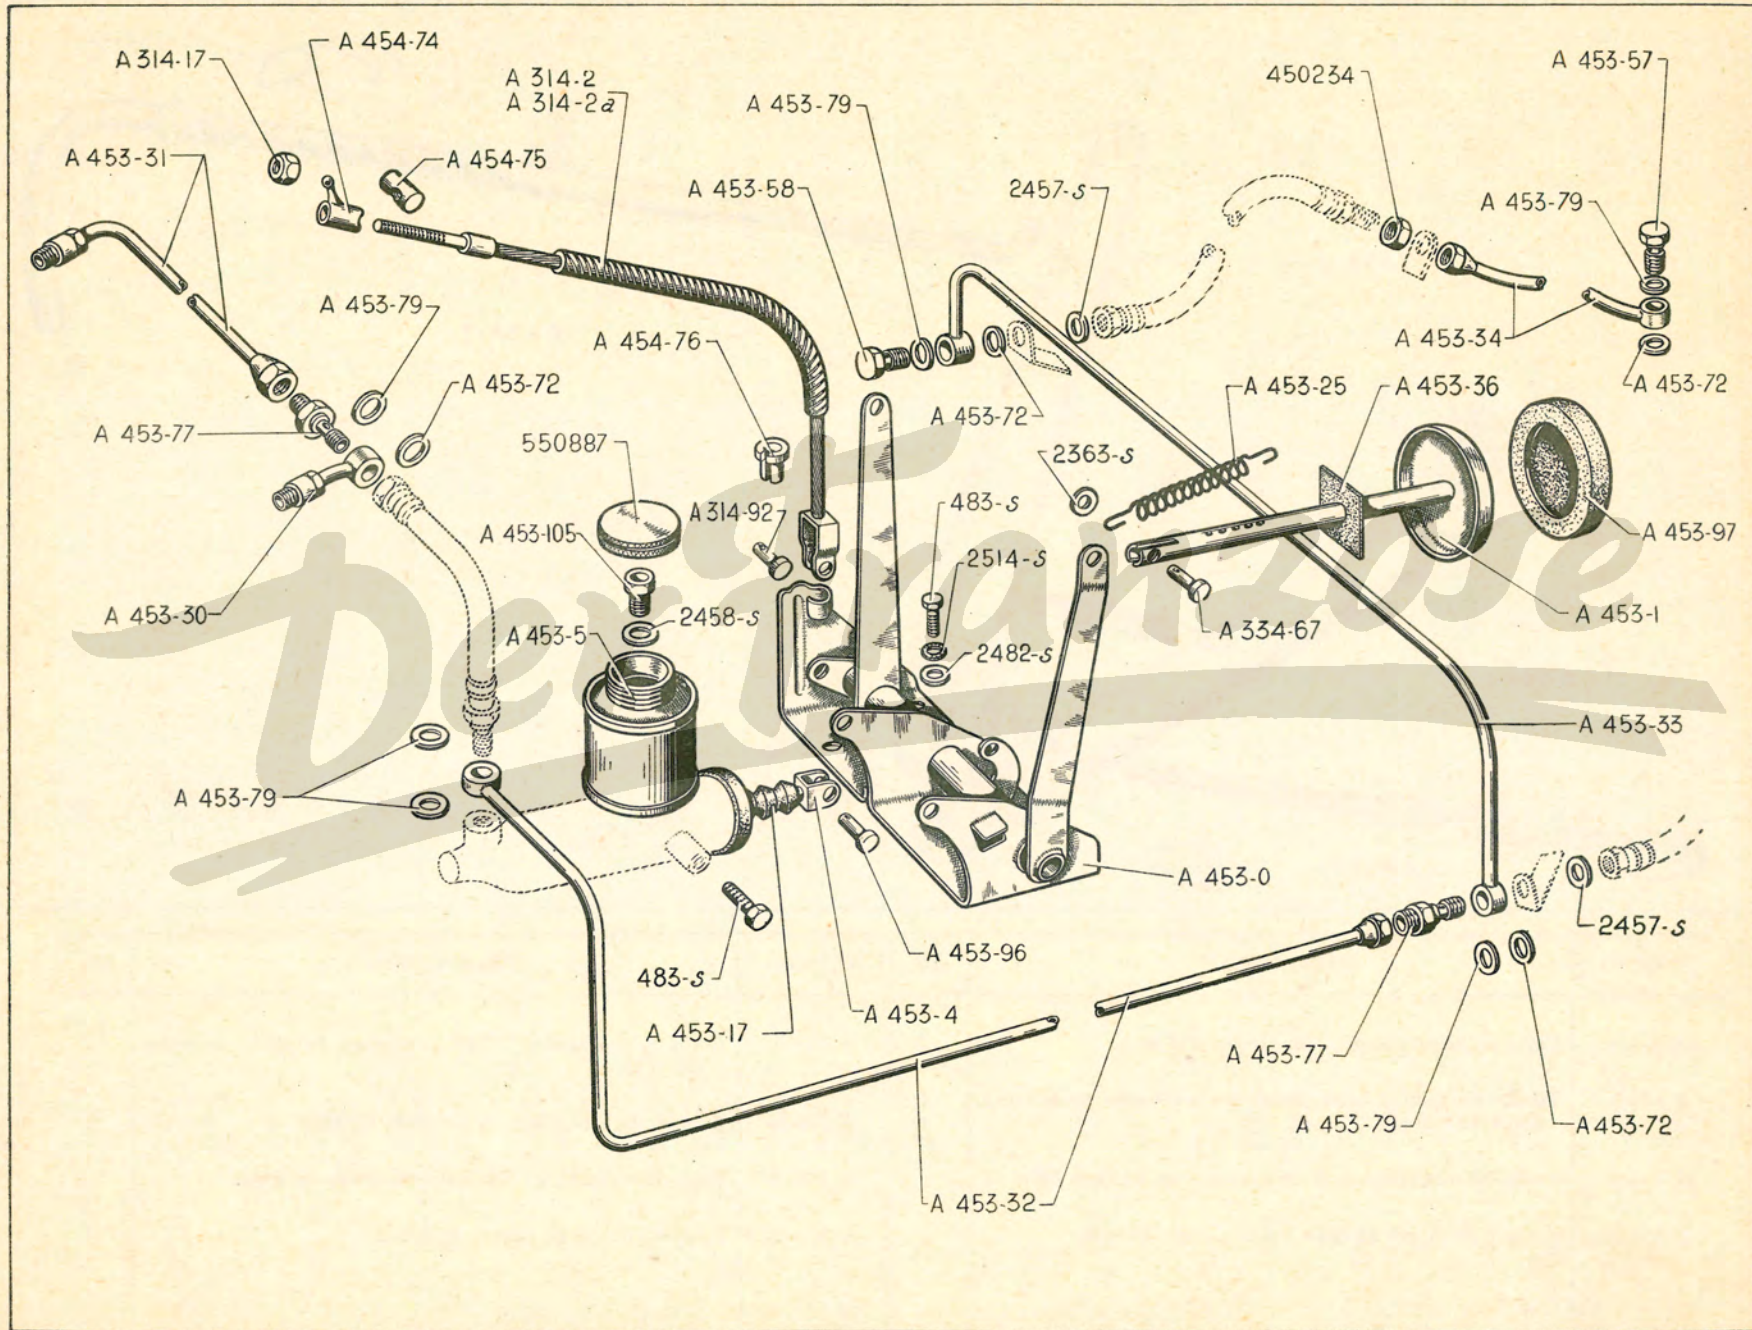 A 454-74
A 314-17
A 314-2
A 314-2a
A 453-79
450234
A 453-57
A 453-31
A 454-75
A 453-58
2457-s
A 453-79
A 453-79
A 454-76
A 453-34
A 453-72
A 453-25
A 453-36
A 453-72
A 453-72
A 453-77
550887
2363-s
483-s
A 314-92
A 453-105
A 453-97
2514-s
A 453-30
A 453-5
2458-s
A 453-1
A 334-67
2482-s
Der Franzose
A 453-33
A 453-79
A 453-0
2457-s
A 453-96
483-s
A 453-4
A 453-17
A 453-77
A 453-79
A 453-72
A 453-32